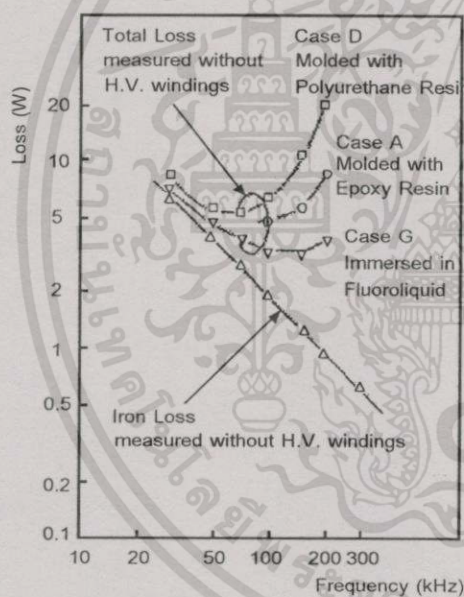 Total Loss
measured without
H.V. windings
Case D
Molded with
Polyurethane Resi
Loss (W)
20
10
5
2
1
0.5
0.2
0.1
Case A
Molded with
Epoxy Resin
Case G
Immersed in
Fluoroliquid
Iron Loss
measured without H.V. windings
10
20
50
100
200 300
Frequency (kHz)